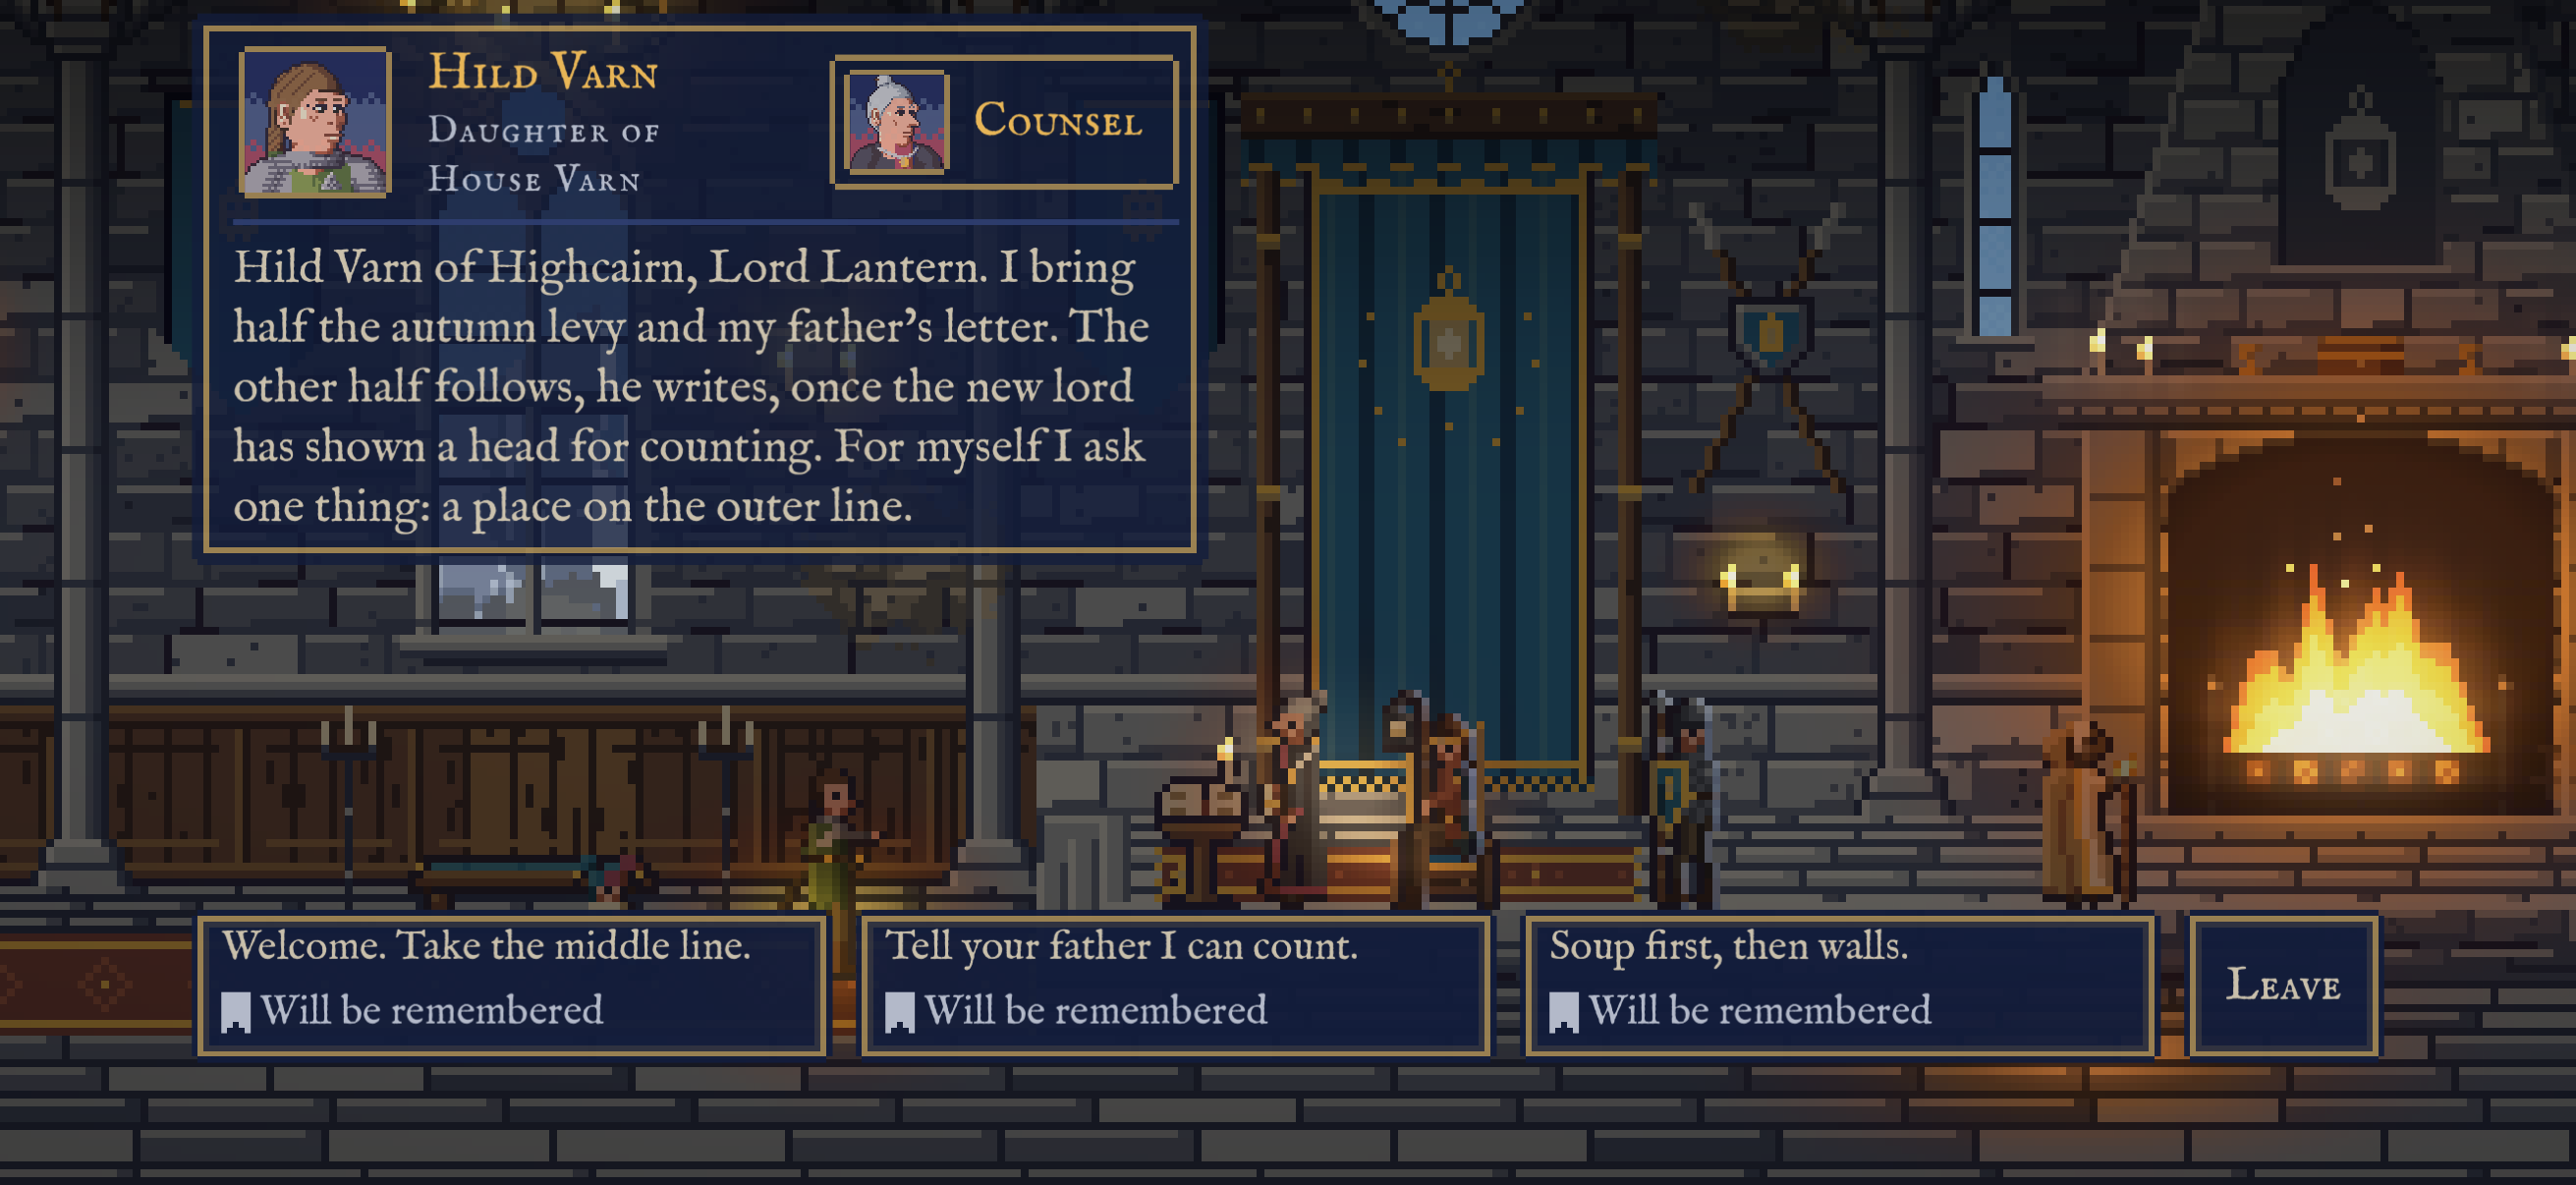 Hild Varn
Daughter of
House Varn
Counsel
Hild Varn of Highcairn, Lord Lantern. I bring
half the autumn levy and my father’s letter. The
other half follows, he writes, once the new lord
has shown a head for counting. For myself I ask
one thing: a place on the outer line.
Welcome. Take the middle line.
Will be remembered
Tell your father I can count.
Will be remembered
Soup first, then walls.
Will be remembered
Leave